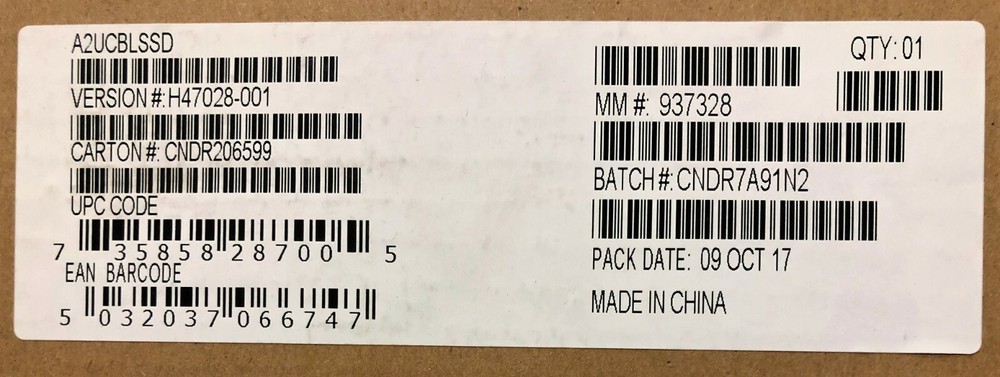 A2UCBLSSD
VERSION #: H47028-001
CARTON #: CNDR206599
UPC CODE
7 35858 28700 5
EAN BARCODE
5 032037 066747
QTY: 01
MM #: 937328
BATCH #: CNDR7A91N2
PACK DATE: 09 OCT 17
MADE IN CHINA